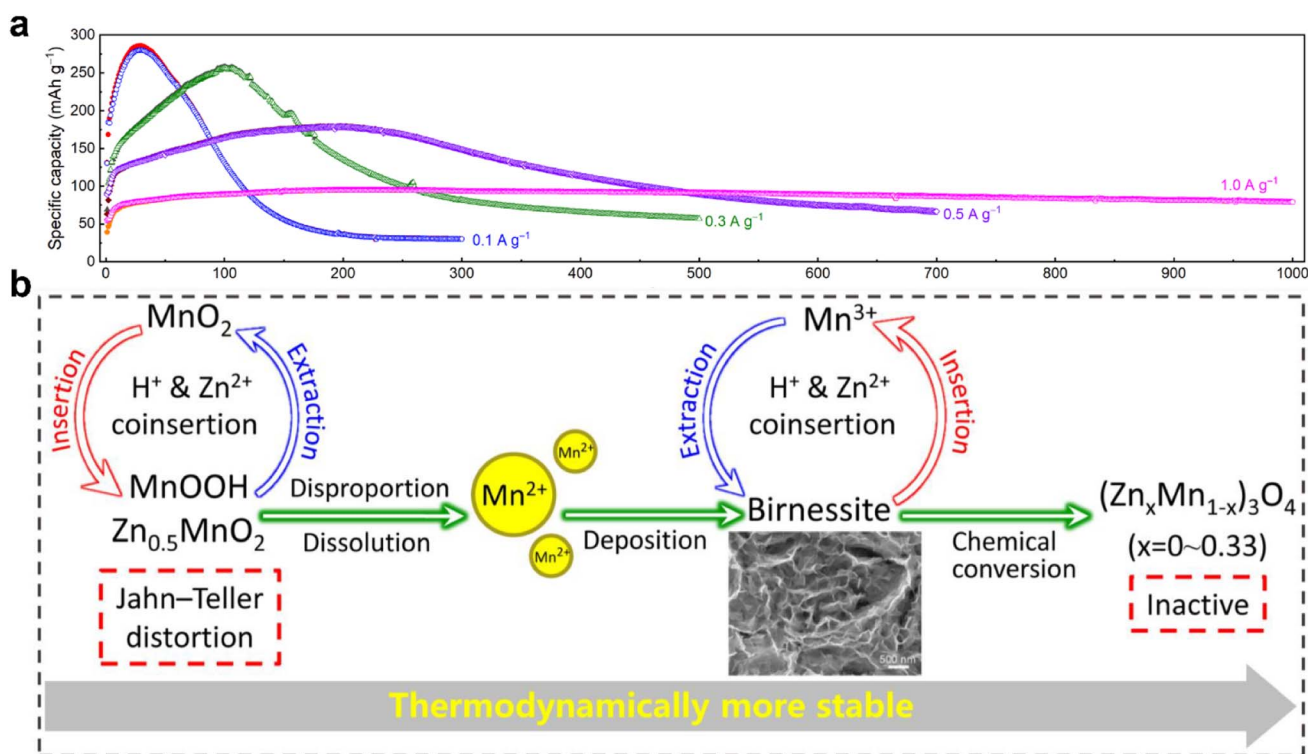 a
Specific capacity (mAh g⁻¹)
300
250
200
150
100
50
0
0.1 A g⁻¹
0.3 A g⁻¹
0.5 A g⁻¹
1.0 A g⁻¹
0 100 200 300 400 500 600 700 800 900 1000
b
MnO₂
Insertion
Extraction
H⁺ & Zn²⁺
coinsertion
MnOOH
Zn₀.₅MnO₂
Jahn–Teller
distortion
Disproportion
Dissolution
Mn²⁺
Mn²⁺
Mn²⁺
Deposition
Mn³⁺
Extraction
Insertion
H⁺ & Zn²⁺
coinsertion
Birnessite
500 nm
Chemical
conversion
(ZnₓMn₁₋ₓ)₃O₄
(x=0~0.33)
Inactive
Thermodynamically more stable